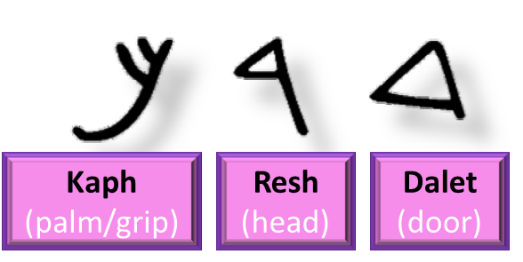 𐤃 𐤓 𐤊
Kaph Resh Dalet
(palm/grip) (head) (door)